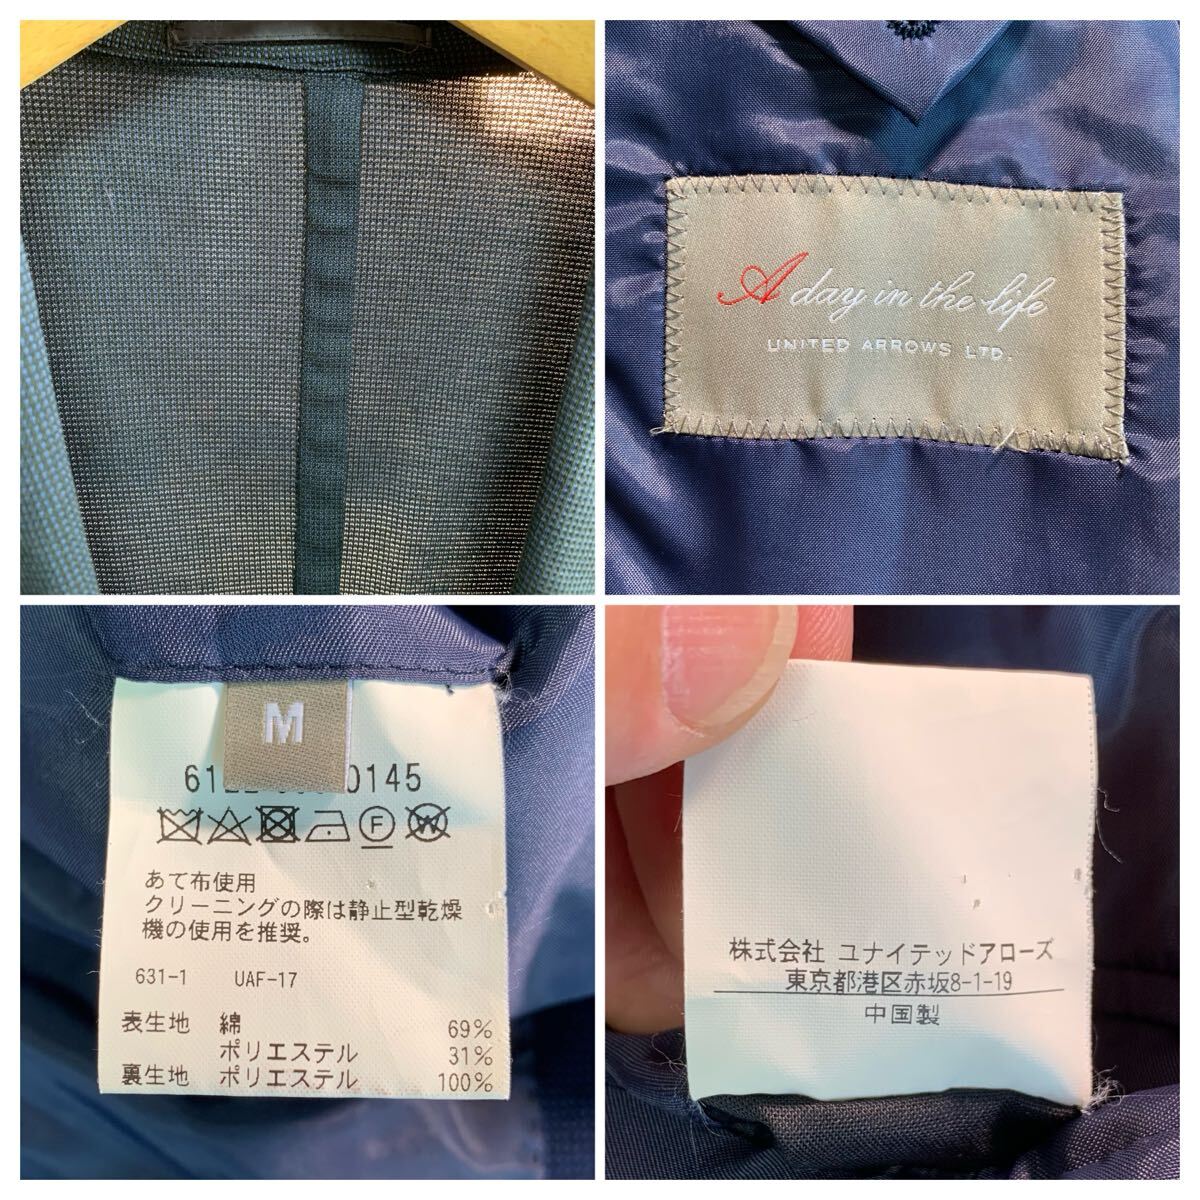 A day in the life
UNITED ARROWS LTD.
M
0145
あて布使用
クリーニングの際は静止型乾燥
機の使用を推奨。
631-1 UAF-17
表生地 綿 69%
ポリエステル 31%
裏生地 ポリエステル 100%
株式会社 ユナイテッドアローズ
東京都港区赤坂8-1-19
中国製